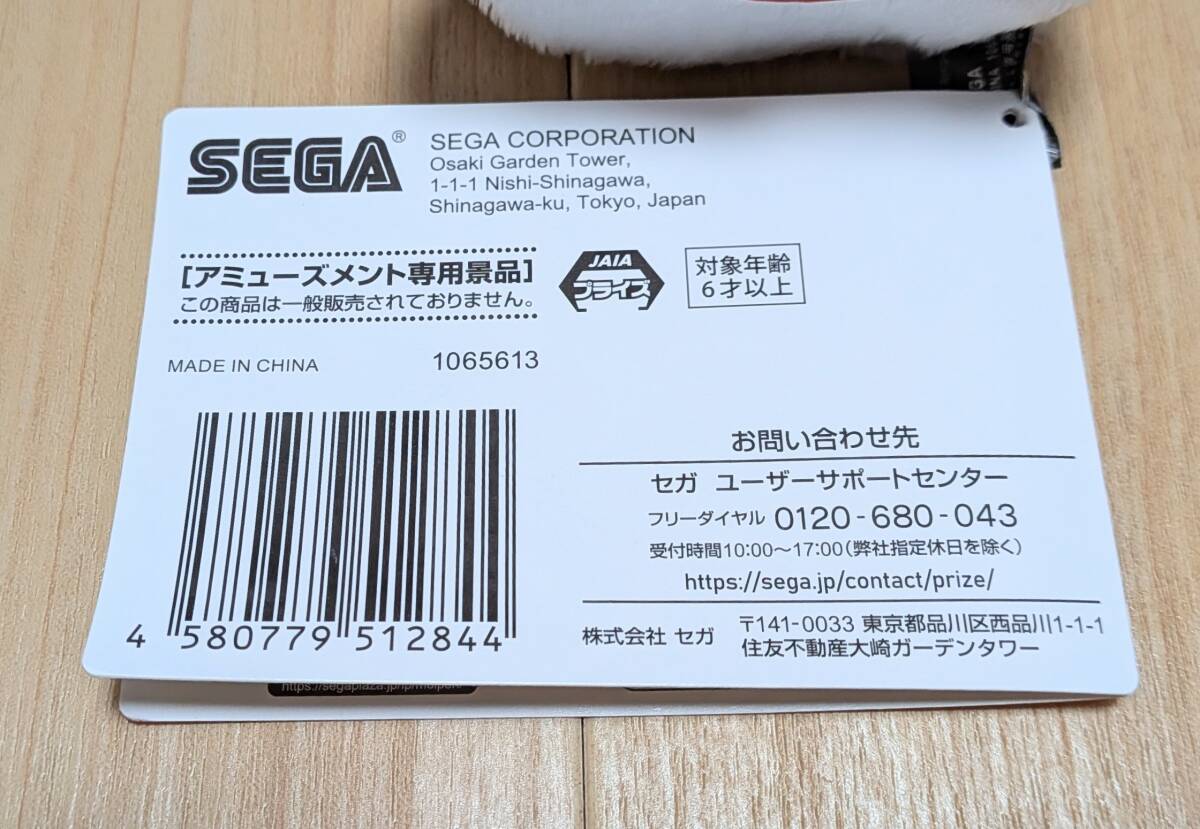 SEGA®
SEGA CORPORATION
Osaki Garden Tower,
1-1-1 Nishi-Shinagawa,
Shinagawa-ku, Tokyo, Japan
[アミューズメント専用景品]
この商品は一般販売されておりません。
JAIA
プライズ
対象年齢
6才以上
MADE IN CHINA
1065613
4 580779 512844
お問い合わせ先
セガ ユーザーサポートセンター
フリーダイヤル 0120-680-043
受付時間10:00～17:00(弊社指定休日を除く)
https://sega.jp/contact/prize/
株式会社 セガ
〒141-0033 東京都品川区西品川1-1-1
住友不動産大崎ガーデンタワー